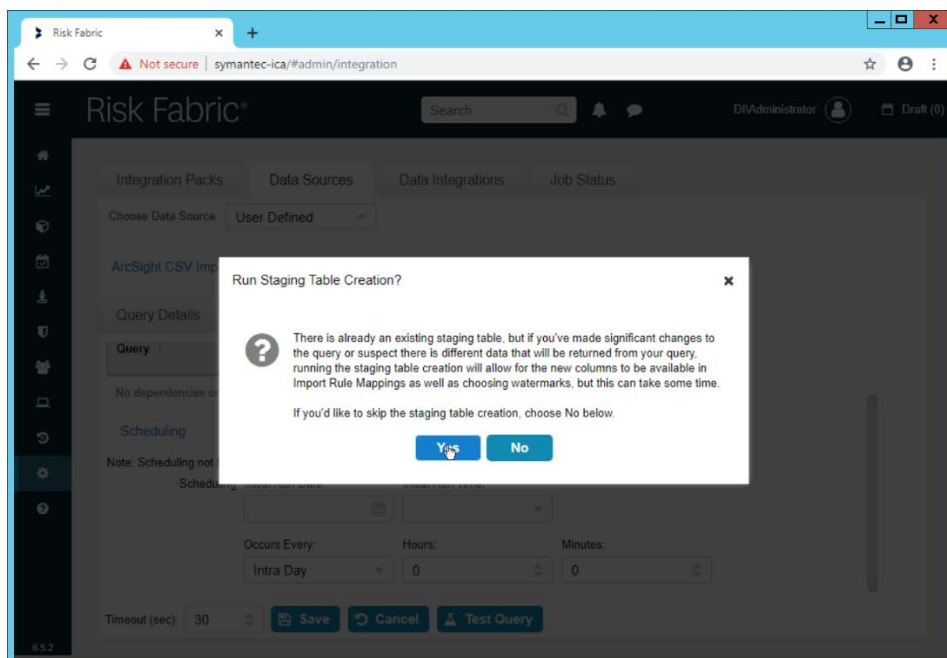 Risk Fabric
Not secure | symantec-ica/#admin/integration
Risk Fabric®
Search
DI\Administrator
Draft (0)
Integration Packs
Data Sources
Data Integrations
Job Status
Choose Data Source
User Defined
ArcSight CSV Imp
Run Staging Table Creation?
Query Details
There is already an existing staging table, but if you've made significant changes to
the query or suspect there is different data that will be returned from your query,
running the staging table creation will allow for the new columns to be available in
Import Rule Mappings as well as choosing watermarks, but this can take some time.
If you'd like to skip the staging table creation, choose No below.
Yes
No
Query
No dependencies or
Scheduling
Note: Scheduling not
Scheduling
Initial Run Date:
Initial Run Time:
Occurs Every:
Hours:
Minutes:
Intra Day
0
0
Timeout (sec):
30
Save
Cancel
Test Query
6.5.2